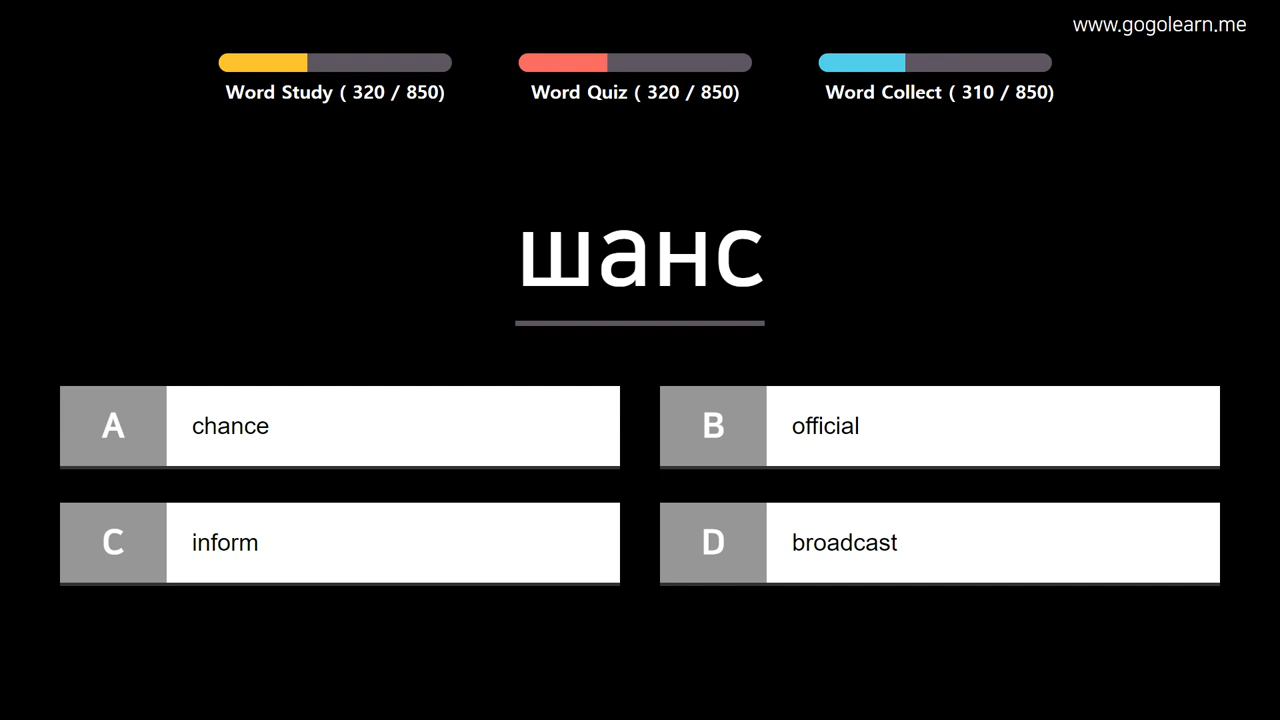 www.gogolearn.me
Word Study ( 320 / 850)
Word Quiz ( 320 / 850)
Word Collect ( 310 / 850)
шанс
A chance
B official
C inform
D broadcast